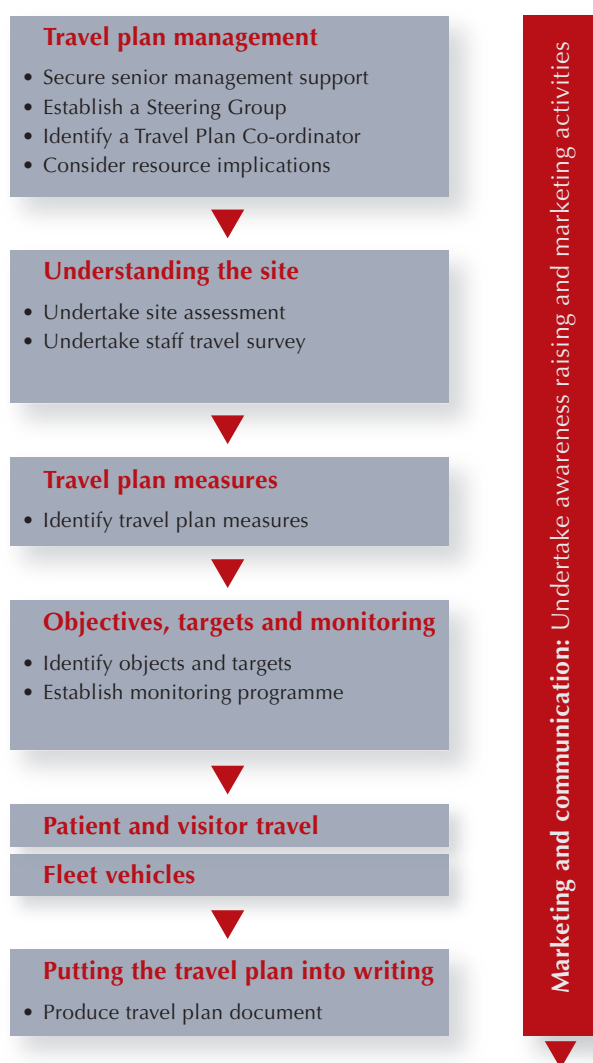 Travel plan management
• Secure senior management support
• Establish a Steering Group
• Identify a Travel Plan Co-ordinator
• Consider resource implications
Understanding the site
• Undertake site assessment
• Undertake staff travel survey
Travel plan measures
• Identify travel plan measures
Objectives, targets and monitoring
• Identify objects and targets
• Establish monitoring programme
Patient and visitor travel
Fleet vehicles
Putting the travel plan into writing
• Produce travel plan document
Marketing and communication: Undertake awareness raising and marketing activities